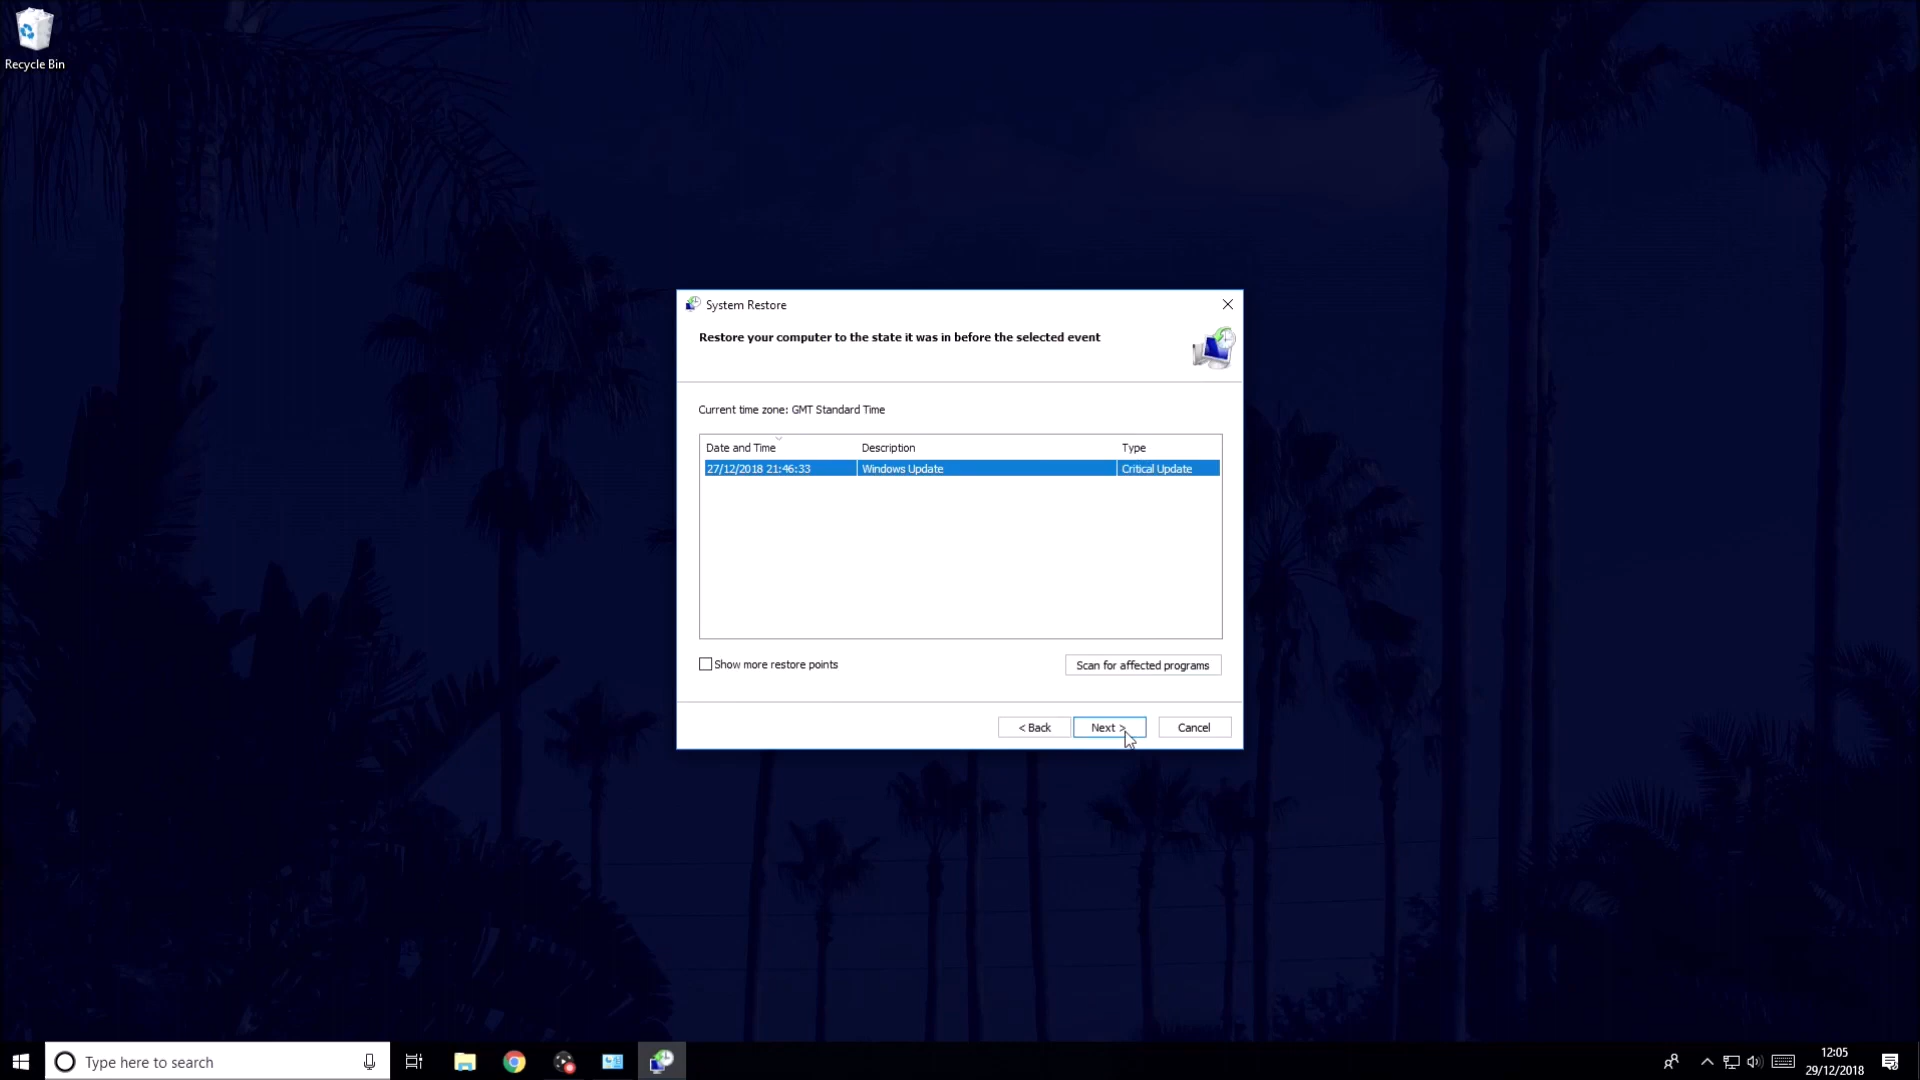 Recycle Bin
System Restore
Restore your computer to the state it was in before the selected event
Current time zone: GMT Standard Time
Date and Time Description Type
27/12/2018 21:46:33 Windows Update Critical Update
Show more restore points Scan for affected programs
< Back Next > Cancel
Type here to search
12:05
29/12/2018